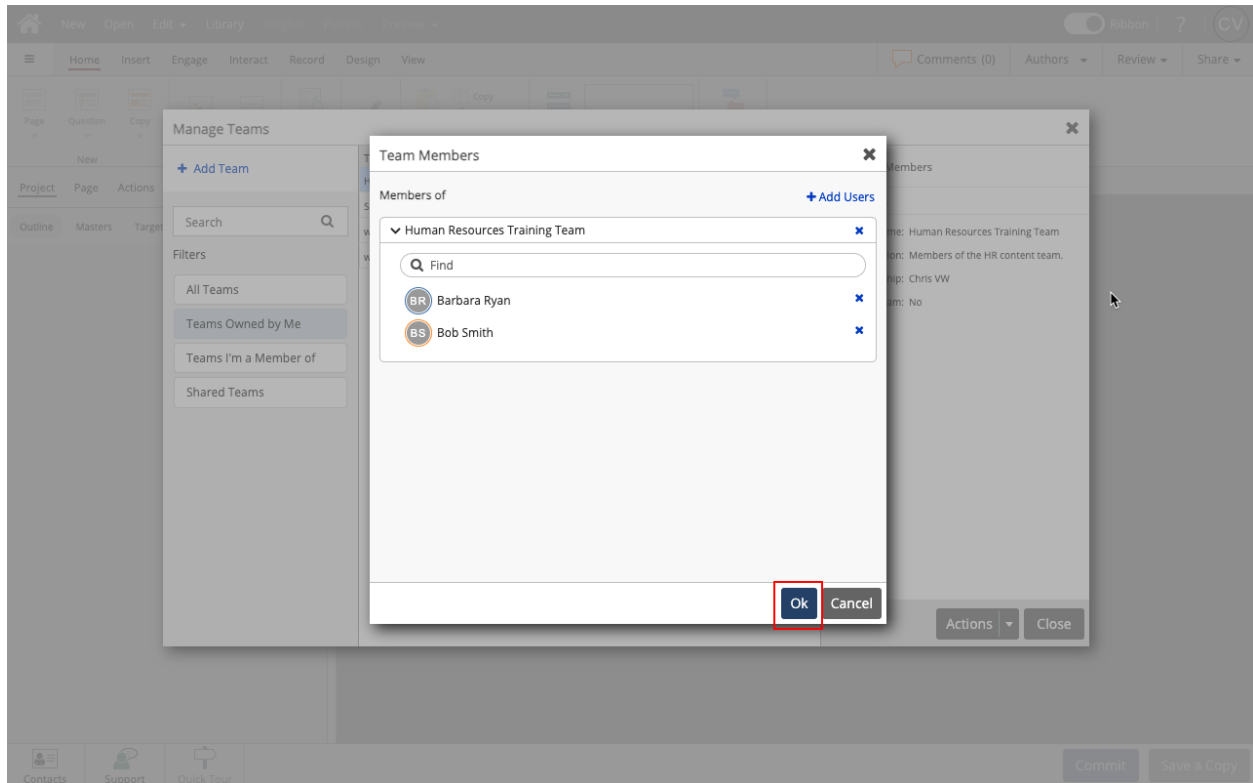 New Open Edit Library Preview Ribbon ? CV
Home Insert Engage Interact Record Design View Comments (0) Authors Review Share
Copy
Page Question Copy
New
Manage Teams
+ Add Team
Project Page Actions
Outline Masters Target
Search
Filters
All Teams
Teams Owned by Me
Teams I'm a Member of
Shared Teams
Team Members
Members of
+ Add Users
Human Resources Training Team
Find
BR Barbara Ryan
BS Bob Smith
Ok Cancel
Members
me: Human Resources Training Team
on: Members of the HR content team.
hip: Chris VW
am: No
Actions Close
Contacts Support Quick Tour
Commit Save a Copy